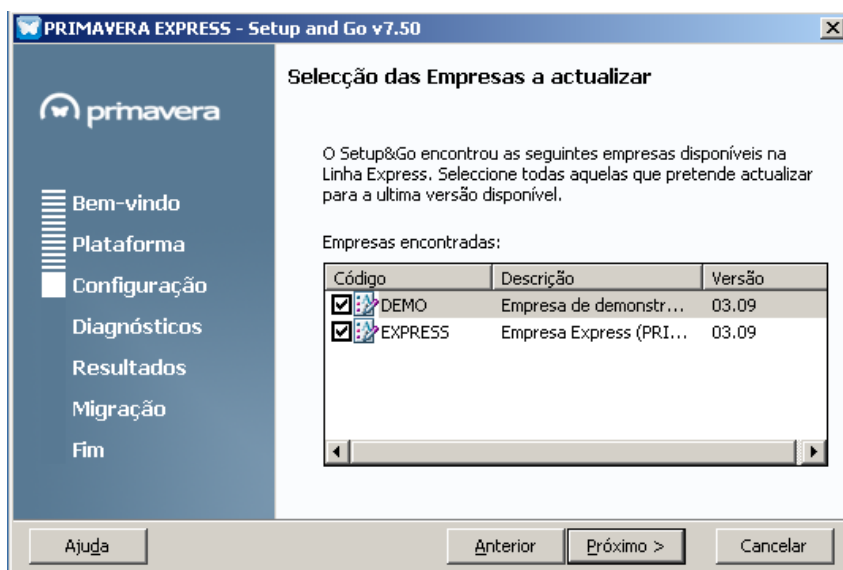 PRIMAVERA EXPRESS - Setup and Go v7.50
primavera
Bem-vindo
Plataforma
Configuração
Diagnósticos
Resultados
Migração
Fim
Selecção das Empresas a actualizar
O Setup&Go encontrou as seguintes empresas disponíveis na
Linha Express. Seleccione todas aquelas que pretende actualizar
para a ultima versão disponível.
Empresas encontradas:
Código Descrição Versão
DEMO Empresa de demonstr... 03.09
EXPRESS Empresa Express (PRI... 03.09
Ajuda Anterior Próximo > Cancelar